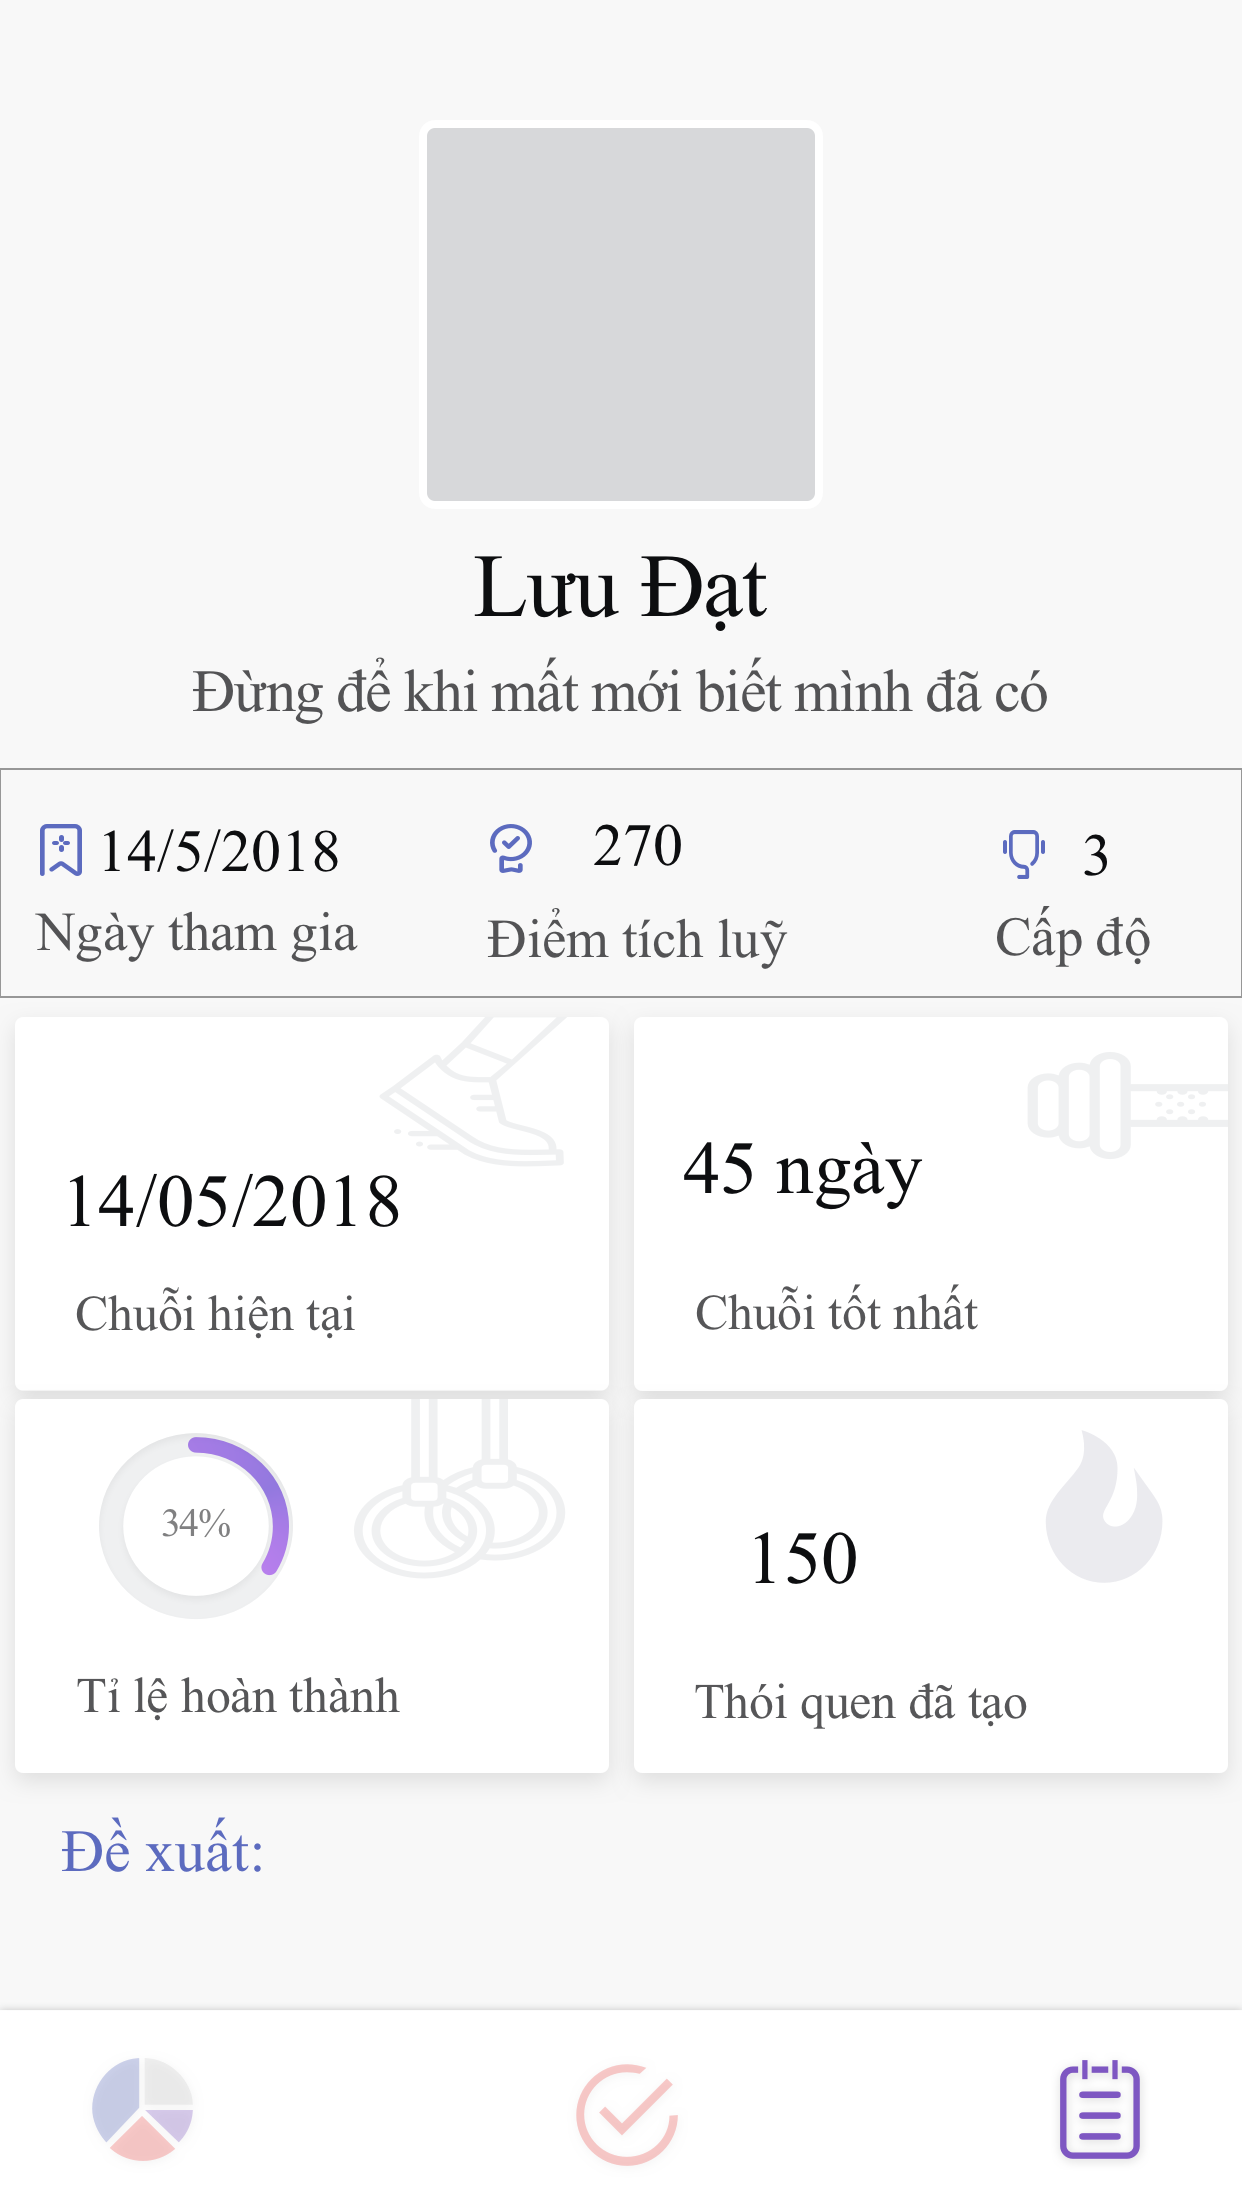 Lưu Đạt
Đừng để khi mất mới biết mình đã có
14/5/2018
Ngày tham gia
270
Điểm tích luỹ
3
Cấp độ
14/05/2018
Chuỗi hiện tại
45 ngày
Chuỗi tốt nhất
34%
Tỉ lệ hoàn thành
150
Thói quen đã tạo
Đề xuất: